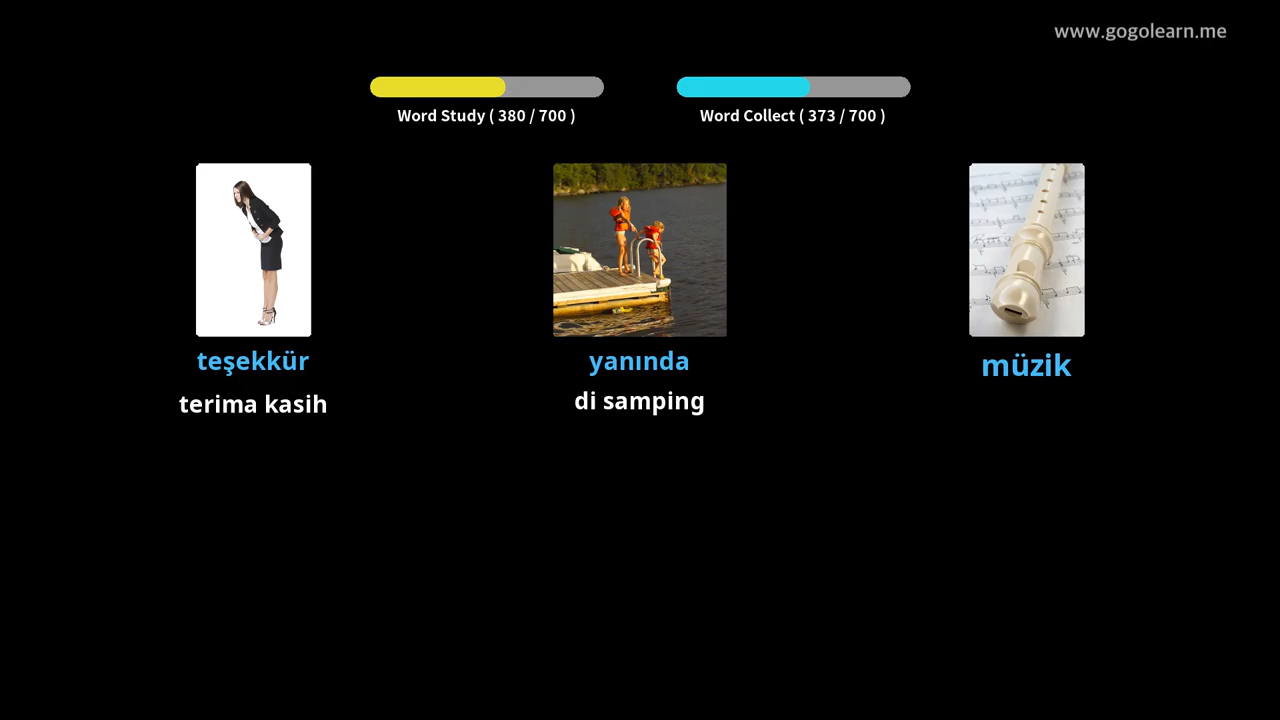 www.gogolearn.me
Word Study ( 380 / 700 )
Word Collect ( 373 / 700 )
teşekkür
terima kasih
yanında
di samping
müzik